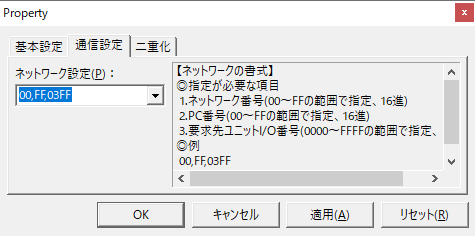 Property
基本設定 通信設定 二重化
ネットワーク設定(P)：
00,FF,03FF
【ネットワークの書式】
◎指定が必要な項目
1.ネットワーク番号(00～FFの範囲で指定、16進)
2.PC番号(00～FFの範囲で指定、16進)
3.要求先ユニットI/O番号(0000～FFFFの範囲で指定、
◎例
00,FF,03FF
OK キャンセル 適用(A) リセット(R)